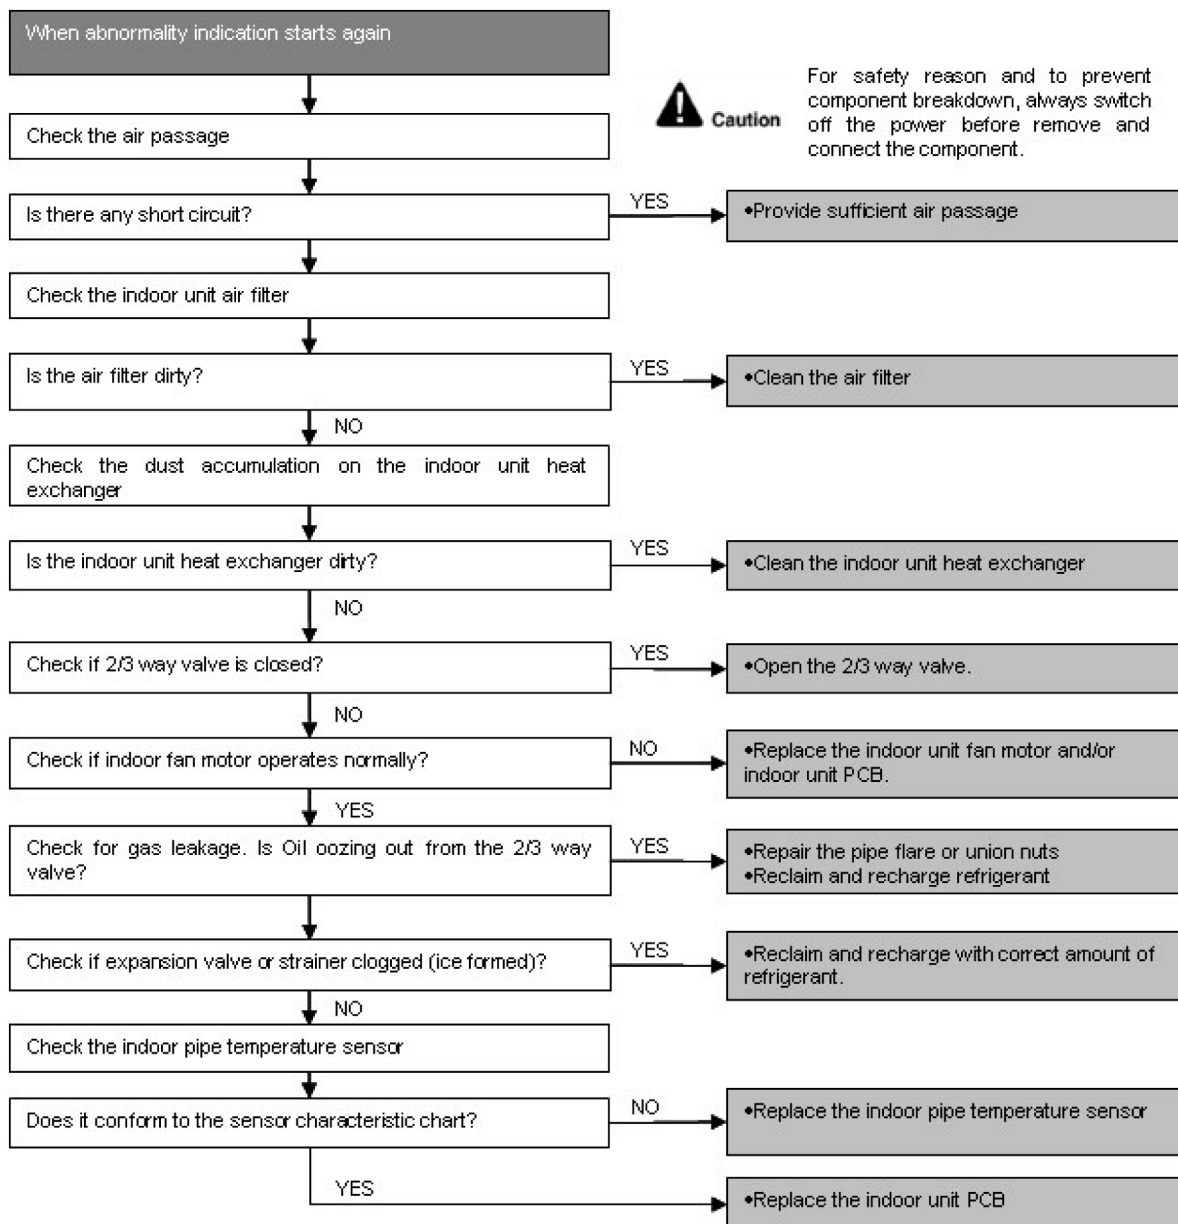 When abnormality indication starts again
For safety reason and to prevent
component breakdown, always switch
off the power before remove and
connect the component.
Caution
Check the air passage
Is there any short circuit?
YES
•Provide sufficient air passage
Check the indoor unit air filter
Is the air filter dirty?
YES
•Clean the air filter
NO
Check the dust accumulation on the indoor unit heat
exchanger
Is the indoor unit heat exchanger dirty?
YES
•Clean the indoor unit heat exchanger
NO
Check if 2/3 way valve is closed?
YES
•Open the 2/3 way valve.
NO
Check if indoor fan motor operates normally?
NO
•Replace the indoor unit fan motor and/or
indoor unit PCB.
YES
Check for gas leakage. Is Oil oozing out from the 2/3 way
valve?
YES
•Repair the pipe flare or union nuts
•Reclaim and recharge refrigerant
Check if expansion valve or strainer clogged (ice formed)?
YES
•Reclaim and recharge with correct amount of
refrigerant.
NO
Check the indoor pipe temperature sensor
Does it conform to the sensor characteristic chart?
NO
•Replace the indoor pipe temperature sensor
YES
•Replace the indoor unit PCB